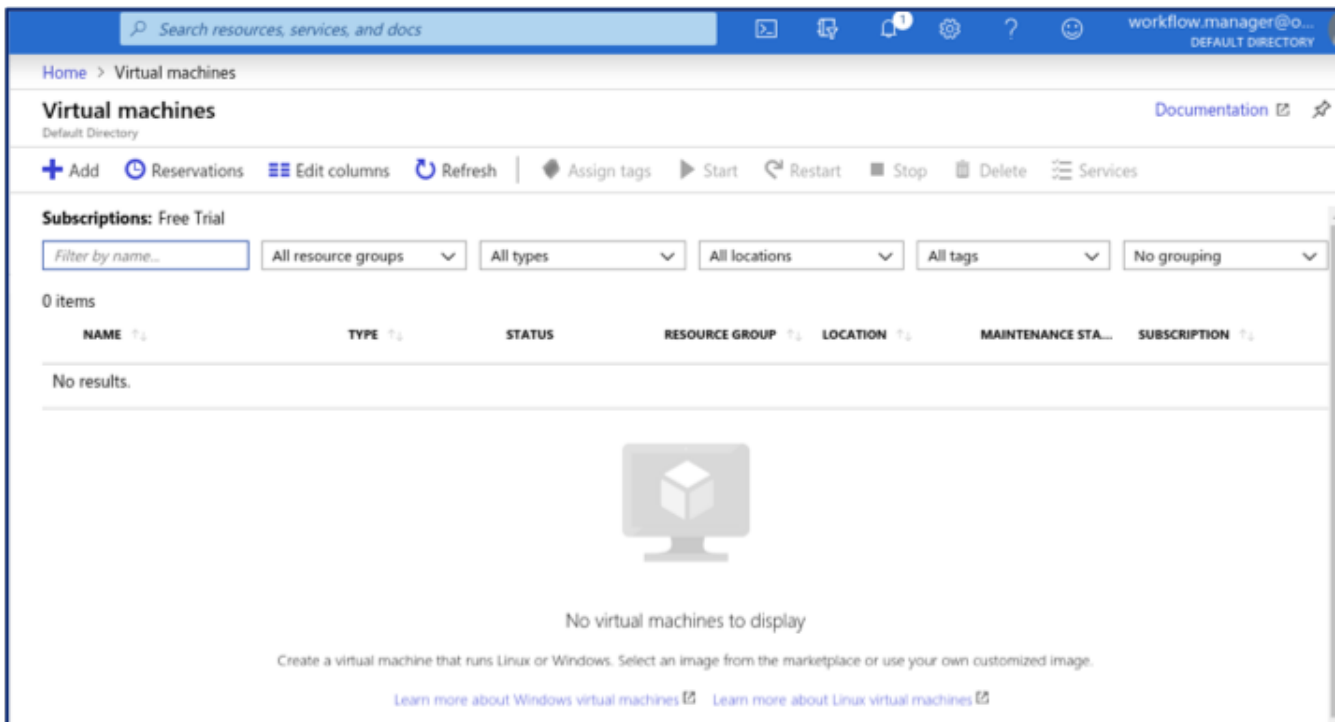 Search resources, services, and docs
1
workflow.manager@o...
DEFAULT DIRECTORY
Home > Virtual machines
Virtual machines
Documentation
Default Directory
Add Reservations Edit columns Refresh Assign tags Start Restart Stop Delete Services
Subscriptions: Free Trial
Filter by name... All resource groups All types All locations All tags No grouping
0 items
NAME TYPE STATUS RESOURCE GROUP LOCATION MAINTENANCE STA... SUBSCRIPTION
No results.
No virtual machines to display
Create a virtual machine that runs Linux or Windows. Select an image from the marketplace or use your own customized image.
Learn more about Windows virtual machines Learn more about Linux virtual machines